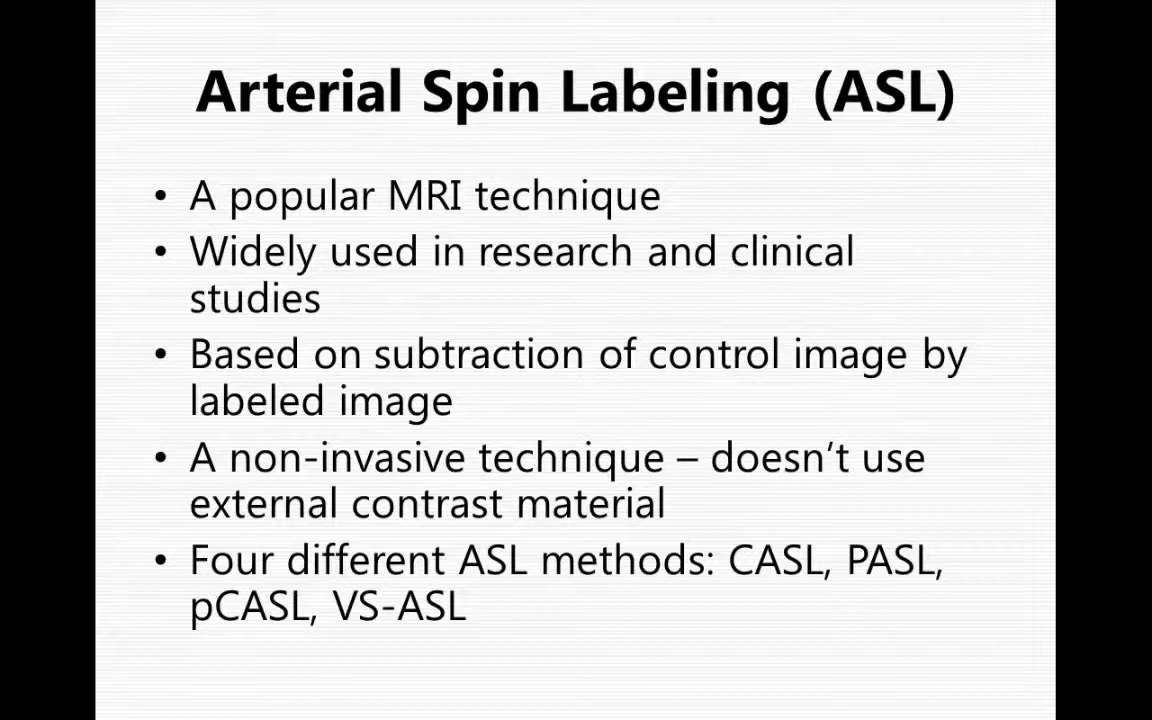 Arterial Spin Labeling (ASL)
• A popular MRI technique
• Widely used in research and clinical
studies
• Based on subtraction of control image by
labeled image
• A non-invasive technique – doesn’t use
external contrast material
• Four different ASL methods: CASL, PASL,
pCASL, VS-ASL